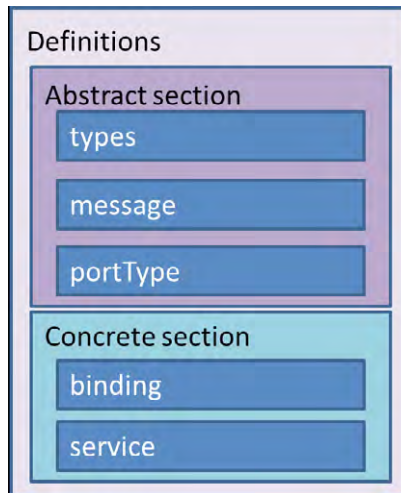 Definitions
Abstract section
types
message
portType
Concrete section
binding
service